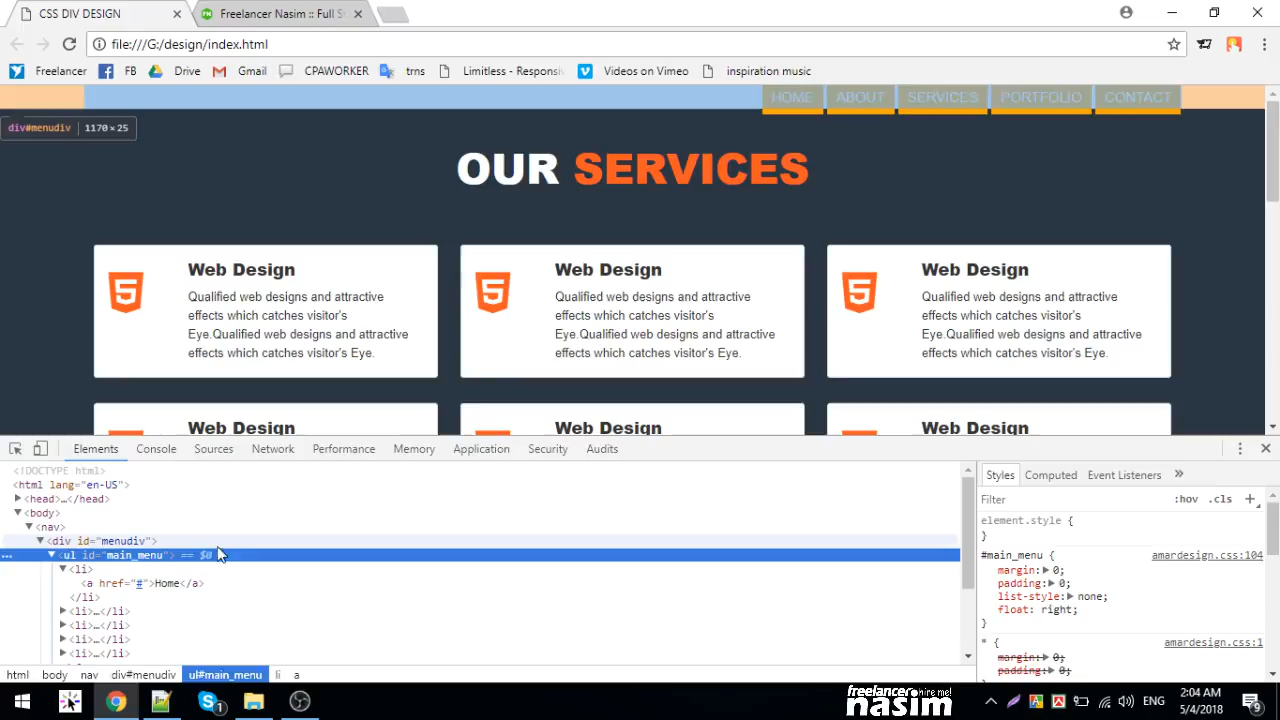 CSS DIV DESIGN
Freelancer Nasim :: Full S
file:///G:/design/index.html
Freelancer FB Drive Gmail CPAWORKER trns Limitless - Responsiv Videos on Vimeo inspiration music
HOME ABOUT SERVICES PORTFOLIO CONTACT
div#menudiv 1170 × 25
OUR SERVICES
Web Design
Qualified web designs and attractive
effects which catches visitor's
Eye.Qualified web designs and attractive
effects which catches visitor's Eye.
Web Design
Qualified web designs and attractive
effects which catches visitor's
Eye.Qualified web designs and attractive
effects which catches visitor's Eye.
Web Design
Qualified web designs and attractive
effects which catches visitor's
Eye.Qualified web designs and attractive
effects which catches visitor's Eye.
Web Design
Web Design
Web Design
Elements Console Sources Network Performance Memory Application Security Audits
<!DOCTYPE html>
<html lang="en-US">
<head>…</head>
<body>
<nav>
<div id="menudiv">
<ul id="main_menu"> == $0
<li>
<a href="#">Home</a>
</li>
<li>…</li>
<li>…</li>
<li>…</li>
<li>…</li>
html body nav div#menudiv ul#main_menu li a
Styles Computed Event Listeners »
Filter :hov .cls +
element.style {
}
#main_menu { amardesign.css:104
margin: 0;
padding: 0;
list-style: none;
float: right;
}
* { amardesign.css:1
margin: 0;
padding: 0;
freelancer hire me!
nasim
1
ENG
2:04 AM
5/4/2018
9